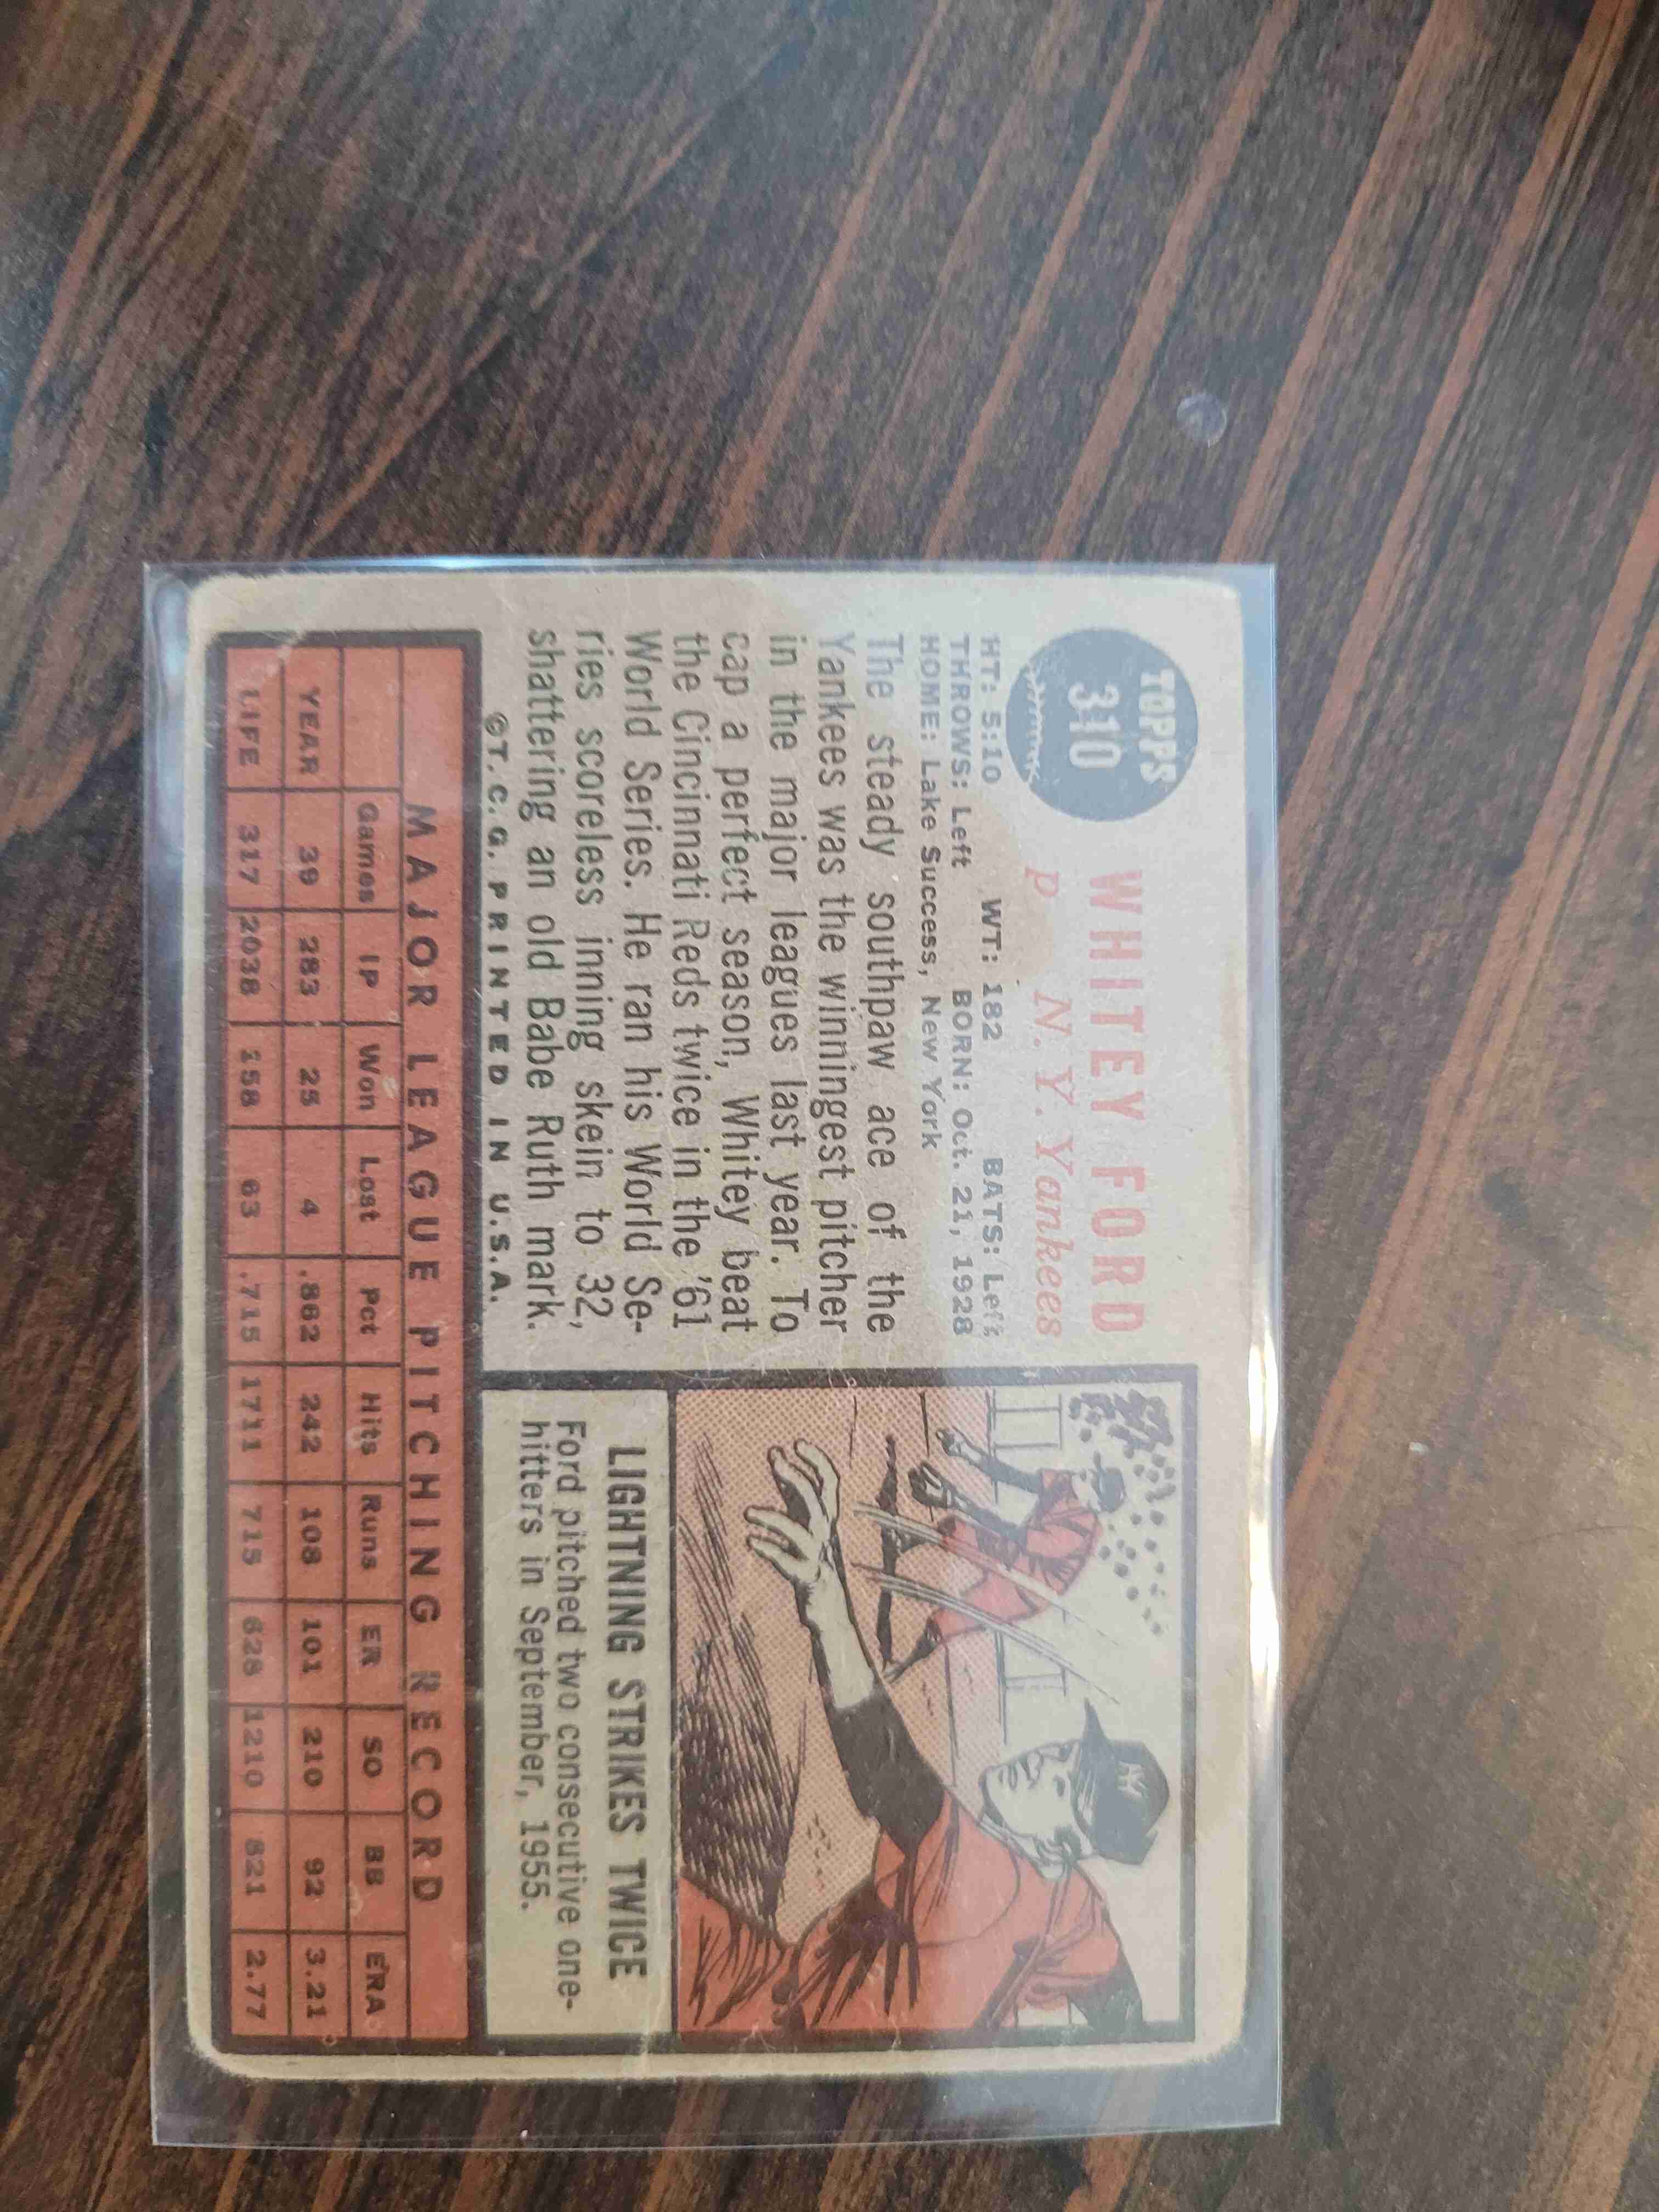 TOPPS
310
WHITEY FORD
P N. Y. Yankees
HT: 5:10 WT: 182 BATS: Left
THROWS: Left BORN: Oct. 21, 1928
HOME: Lake Success, New York
The steady southpaw ace of the
Yankees was the winningest pitcher
in the major leagues last year. To
cap a perfect season, Whitey beat
the Cincinnati Reds twice in the '61
World Series. He ran his World Se-
ries scoreless inning skein to 32,
shattering an old Babe Ruth mark.
©T. C. G. PRINTED IN U.S.A.
NY
LIGHTNING STRIKES TWICE
Ford pitched two consecutive one-
hitters in September, 1955.
MAJOR LEAGUE PITCHING RECORD
Games IP Won Lost Pct Hits Runs ER SO BB ERA
YEAR 39 283 25 4 .862 242 108 101 210 92 3.21
LIFE 317 2038 158 63 .715 1711 715 628 1210 821 2.77